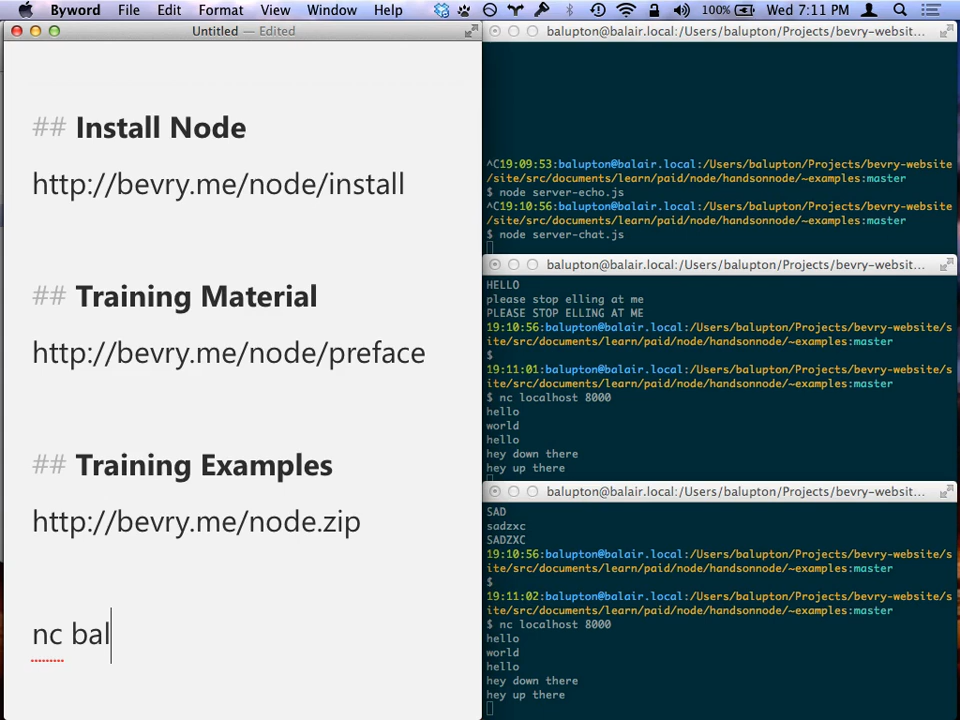 Byword File Edit Format View Window Help 100% Wed 7:11 PM
Untitled — Edited
## Install Node
http://bevry.me/node/install
## Training Material
http://bevry.me/node/preface
## Training Examples
http://bevry.me/node.zip
nc bal
balupton@balair.local:/Users/balupton/Projects/bevry-websit...
^C19:09:53:balupton@balair.local:/Users/balupton/Projects/bevry-website
/site/src/documents/learn/paid/node/handsonnode/~examples:master
$ node server-echo.js
^C19:10:56:balupton@balair.local:/Users/balupton/Projects/bevry-website
/site/src/documents/learn/paid/node/handsonnode/~examples:master
$ node server-chat.js
balupton@balair.local:/Users/balupton/Projects/bevry-websit...
HELLO
please stop elling at me
PLEASE STOP ELLING AT ME
19:10:56:balupton@balair.local:/Users/balupton/Projects/bevry-website/s
ite/src/documents/learn/paid/node/handsonnode/~examples:master
$
19:11:01:balupton@balair.local:/Users/balupton/Projects/bevry-website/s
ite/src/documents/learn/paid/node/handsonnode/~examples:master
$ nc localhost 8000
hello
world
hello
hey down there
hey up there
balupton@balair.local:/Users/balupton/Projects/bevry-websit...
SAD
sadzxc
SADZXC
19:10:56:balupton@balair.local:/Users/balupton/Projects/bevry-website/s
ite/src/documents/learn/paid/node/handsonnode/~examples:master
$
19:11:02:balupton@balair.local:/Users/balupton/Projects/bevry-website/s
ite/src/documents/learn/paid/node/handsonnode/~examples:master
$ nc localhost 8000
hello
world
hello
hey down there
hey up there